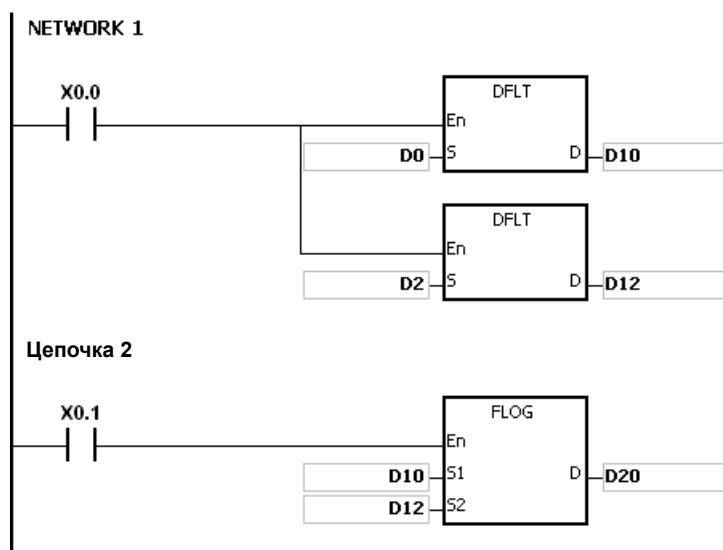 NETWORK 1
X0.0
DFLT
En
D0 S D D10
DFLT
En
D2 S D D12
Цепочка 2
X0.1
FLOG
En
D10 S1 D D20
D12 S2